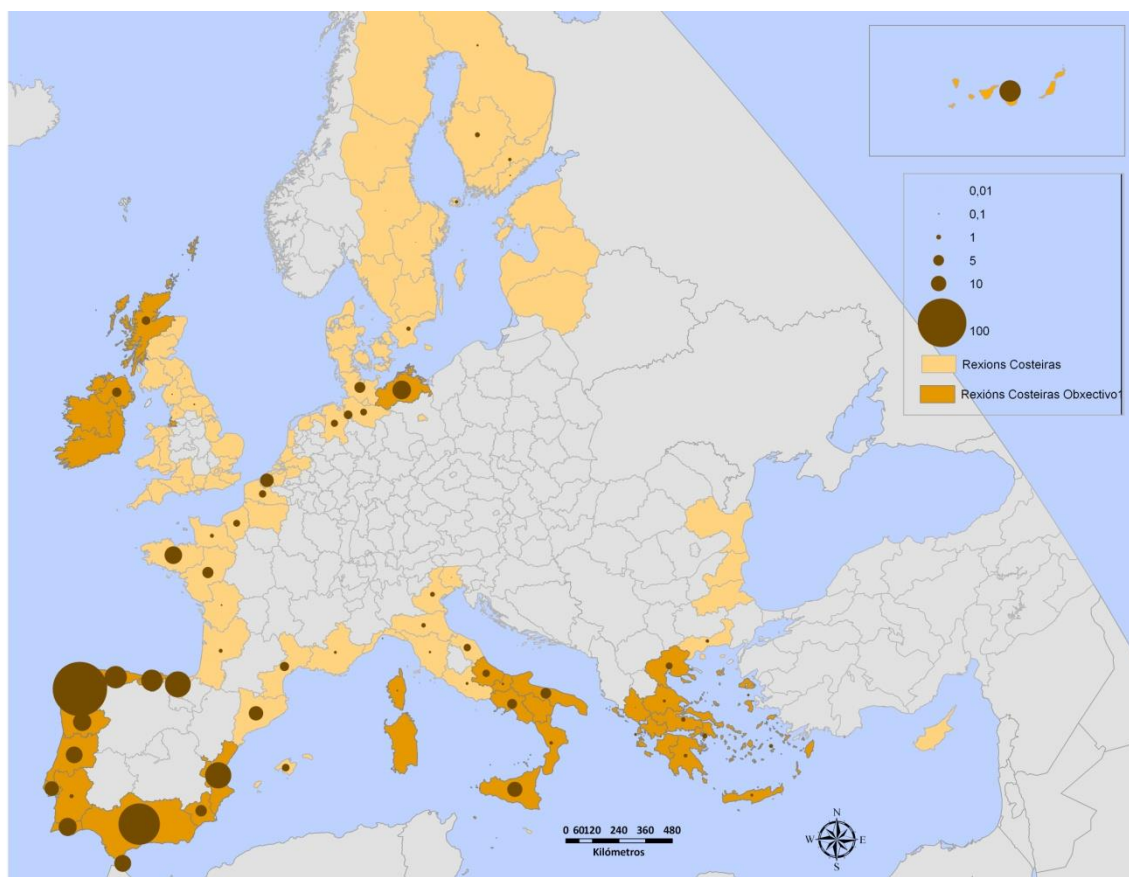 0,01
0,1
1
5
10
100
Rexions Costeiras
Rexións Costeiras Obxectivo1
0 60120 240 360 480
Kilómetros
N
W E
S